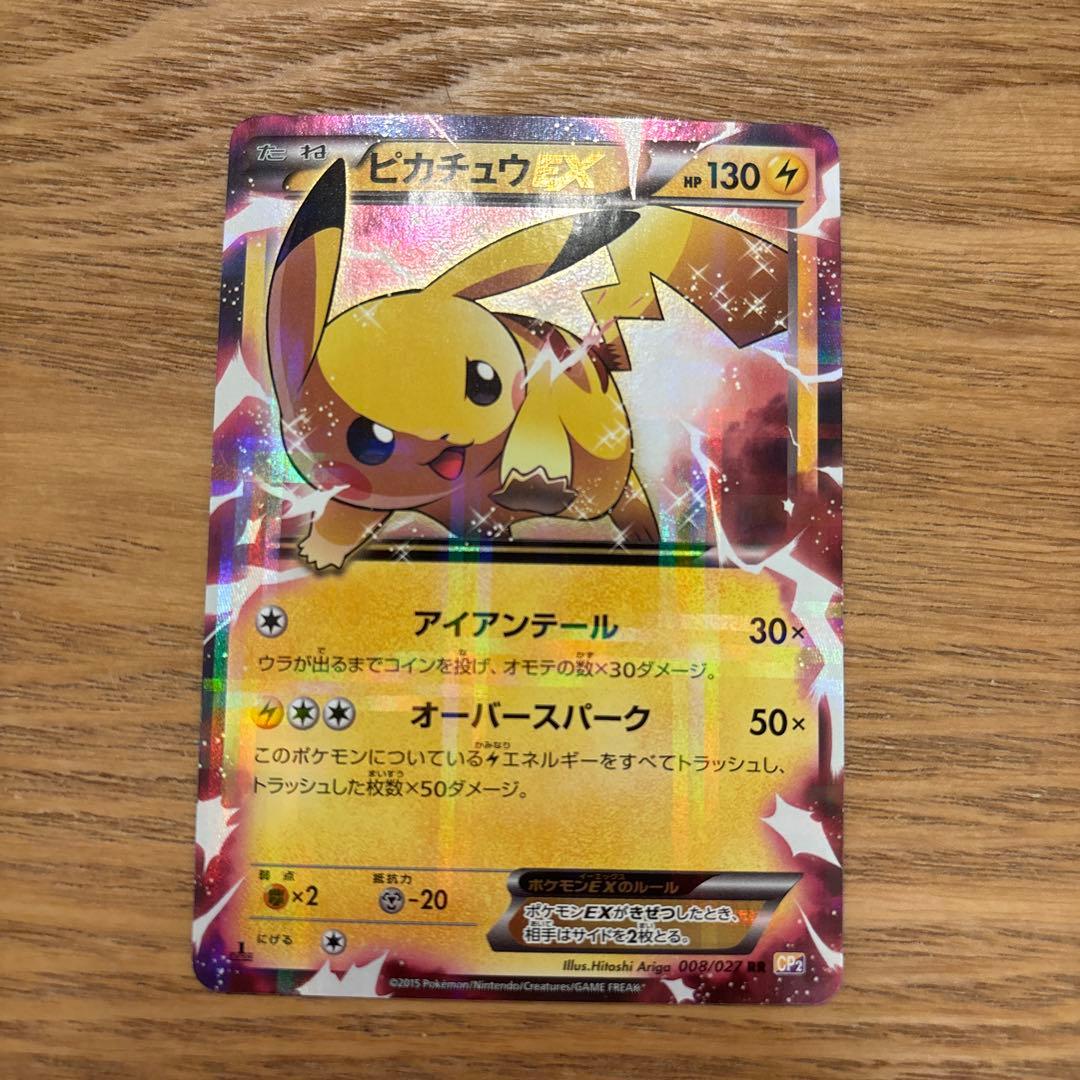 たね ピカチュウEX HP 130
アイアンテール 30×
ウラが出るまでコインを投げ、オモテの数×30ダメージ。
オーバースパーク 50×
このポケモンについているエネルギーをすべてトラッシュし、
トラッシュした枚数×50ダメージ。
弱点 抵抗力
×2 -20
にげる
ポケモンEXのルール
ポケモンEXがきぜつしたとき、
相手はサイドを2枚とる。
Illus.Hitoshi Ariga 008/027 RR CP2
©2015 Pokémon/Nintendo/Creatures/GAME FREAK.